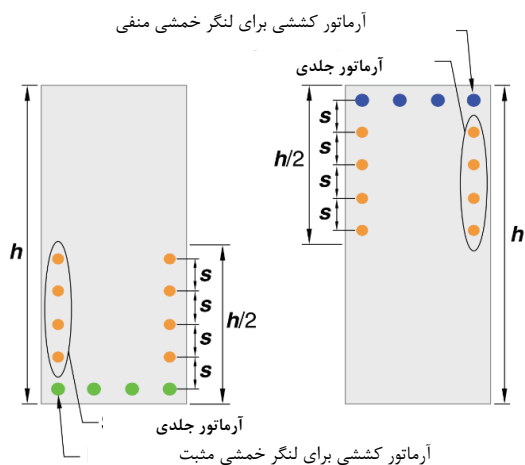 آرماتور کششی برای لنگر خمشی منفی
آرماتور جلدی
s
s
s
s
h/2
h
h
s
s
s
s
h/2
آرماتور جلدی
آرماتور کششی برای لنگر خمشی مثبت